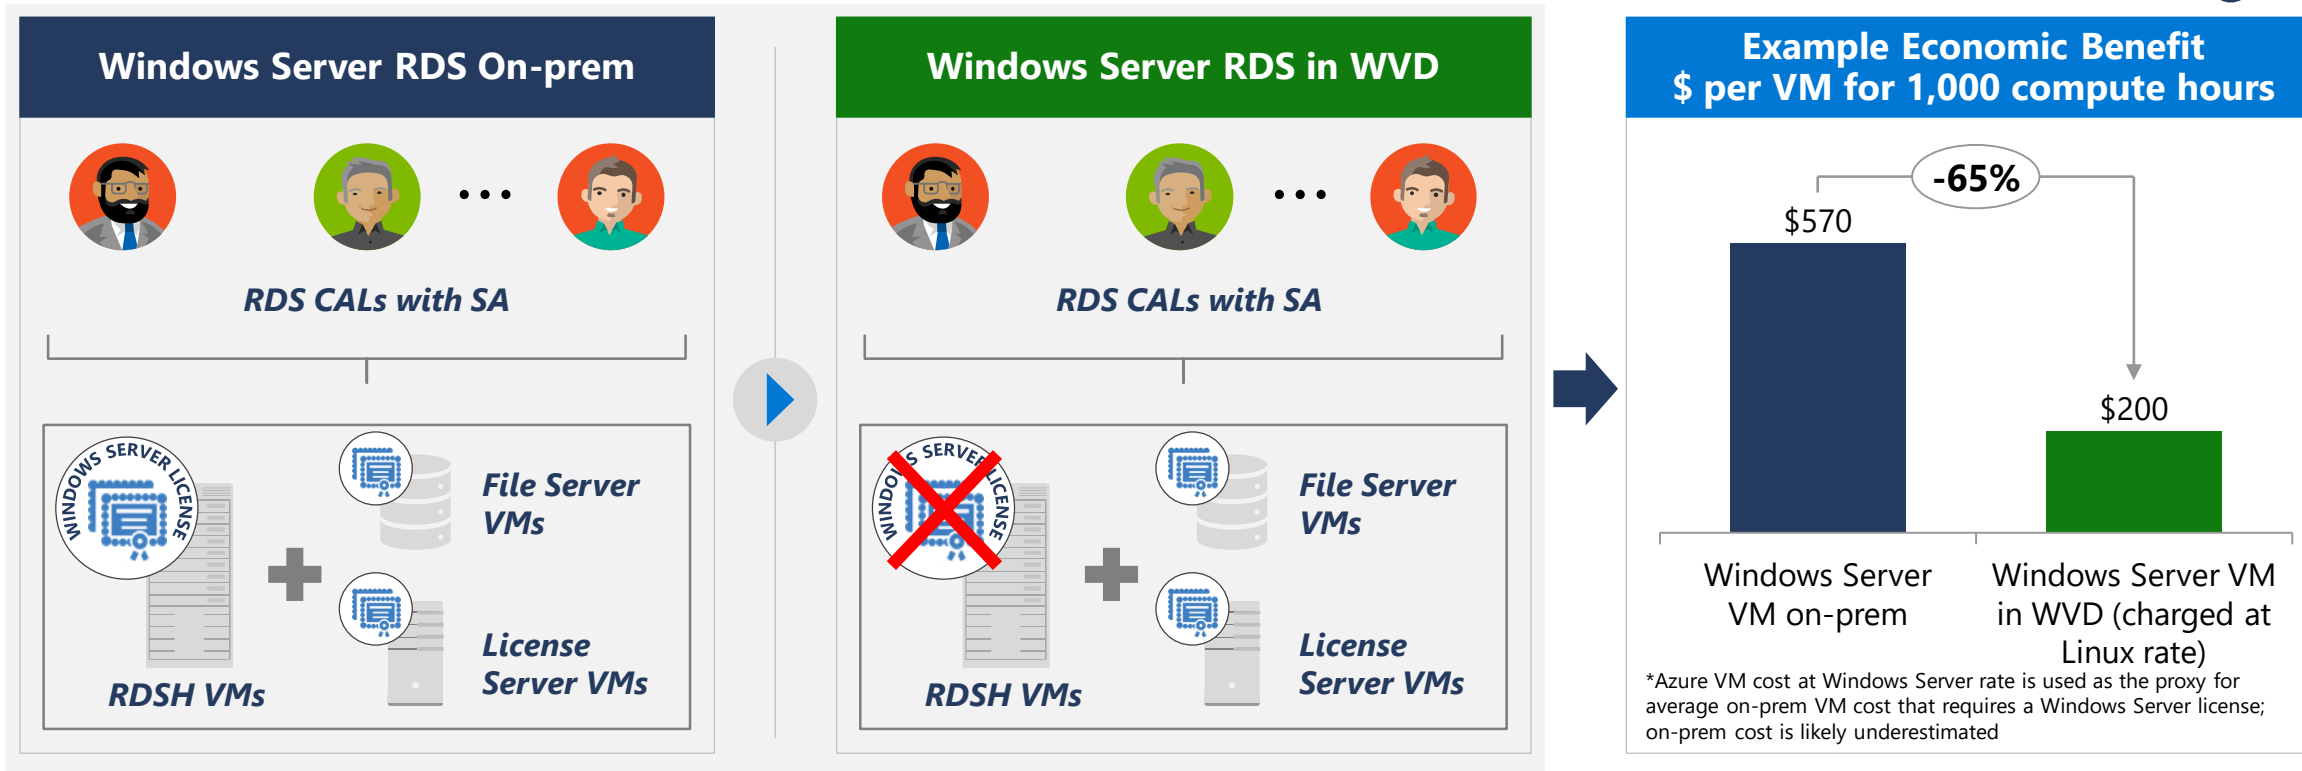 Windows Server RDS On-prem
RDS CALs with SA
WINDOWS SERVER LICENSE
File Server
VMs
License
Server VMs
RDSH VMs
Windows Server RDS in WVD
RDS CALs with SA
WINDOWS SERVER LICENSE
File Server
VMs
License
Server VMs
RDSH VMs
Example Economic Benefit
$ per VM for 1,000 compute hours
-65%
$570
$200
Windows Server
VM on-prem
Windows Server VM
in WVD (charged at
Linux rate)
*Azure VM cost at Windows Server rate is used as the proxy for
average on-prem VM cost that requires a Windows Server license;
on-prem cost is likely underestimated